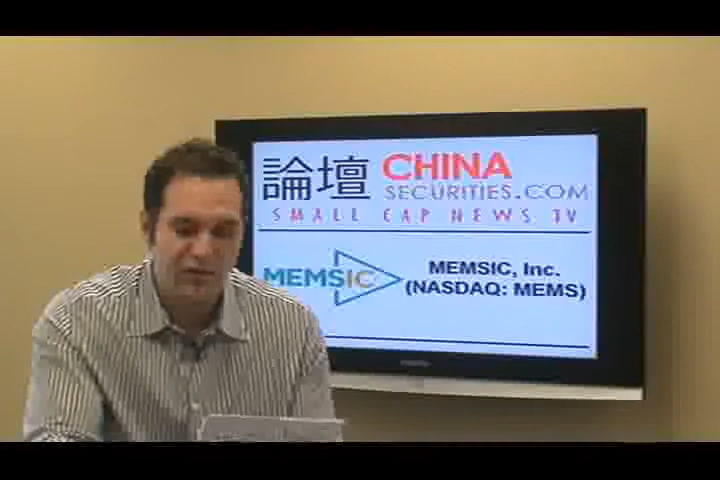 論壇 CHINA
SECURITIES.COM
SMALL CAP NEWS TV
MEMSIC
MEMSIC, Inc.
(NASDAQ: MEMS)